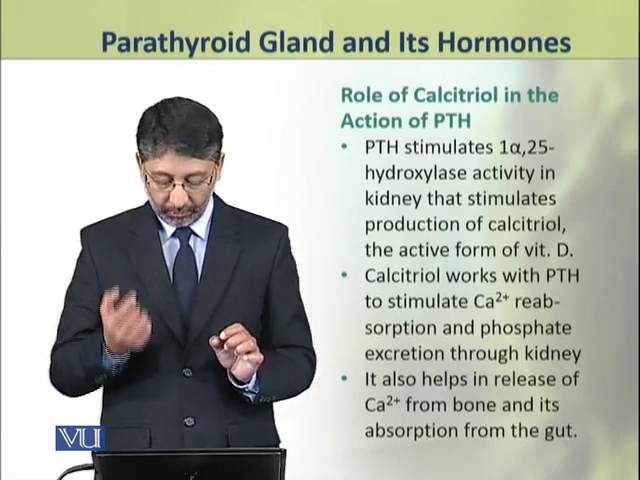 Parathyroid Gland and Its Hormones
Role of Calcitriol in the
Action of PTH
• PTH stimulates 1α,25-
hydroxylase activity in
kidney that stimulates
production of calcitriol,
the active form of vit. D.
• Calcitriol works with PTH
to stimulate Ca²⁺ reab-
sorption and phosphate
excretion through kidney
• It also helps in release of
Ca²⁺ from bone and its
absorption from the gut.
VU